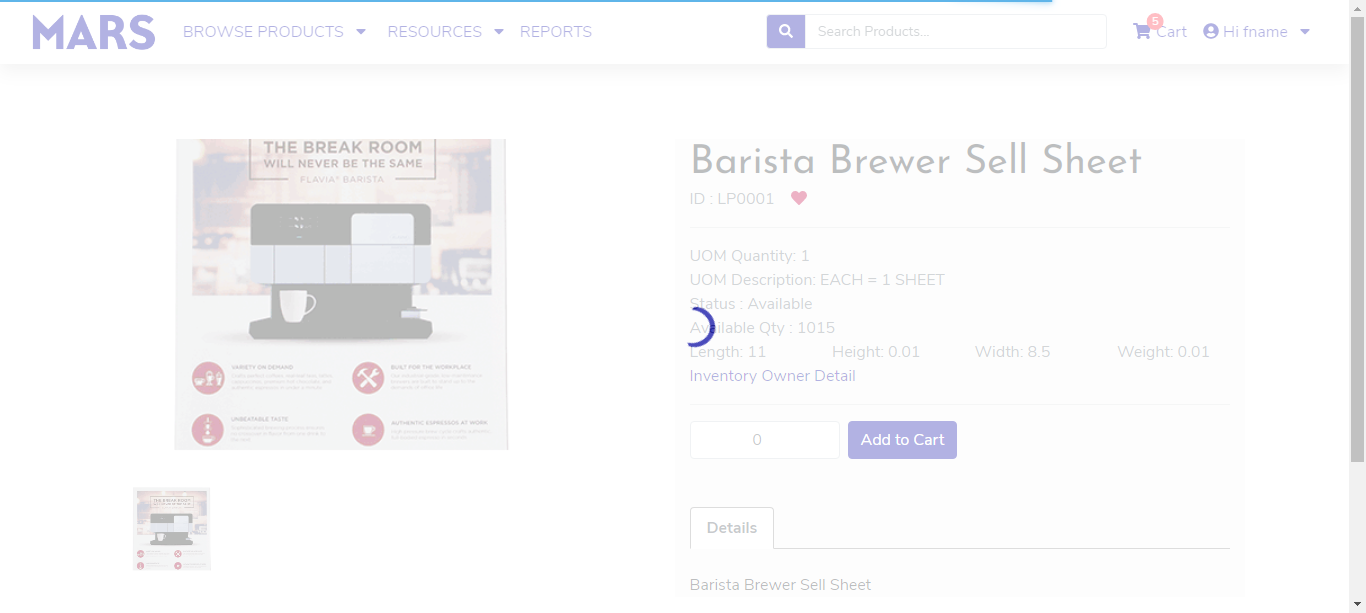 MARS
BROWSE PRODUCTS
RESOURCES
REPORTS
Search Products...
5
Cart
Hi fname
THE BREAK ROOM
WILL NEVER BE THE SAME
FLAVIA® BARISTA
VARIETY ON DEMAND
BUILT FOR THE WORKPLACE
UNBEATABLE TASTE
AUTHENTIC ESPRESSOS AT WORK
Barista Brewer Sell Sheet
ID : LP0001
UOM Quantity: 1
UOM Description: EACH = 1 SHEET
Status : Available
Available Qty : 1015
Length: 11 Height: 0.01 Width: 8.5 Weight: 0.01
Inventory Owner Detail
0
Add to Cart
Details
Barista Brewer Sell Sheet